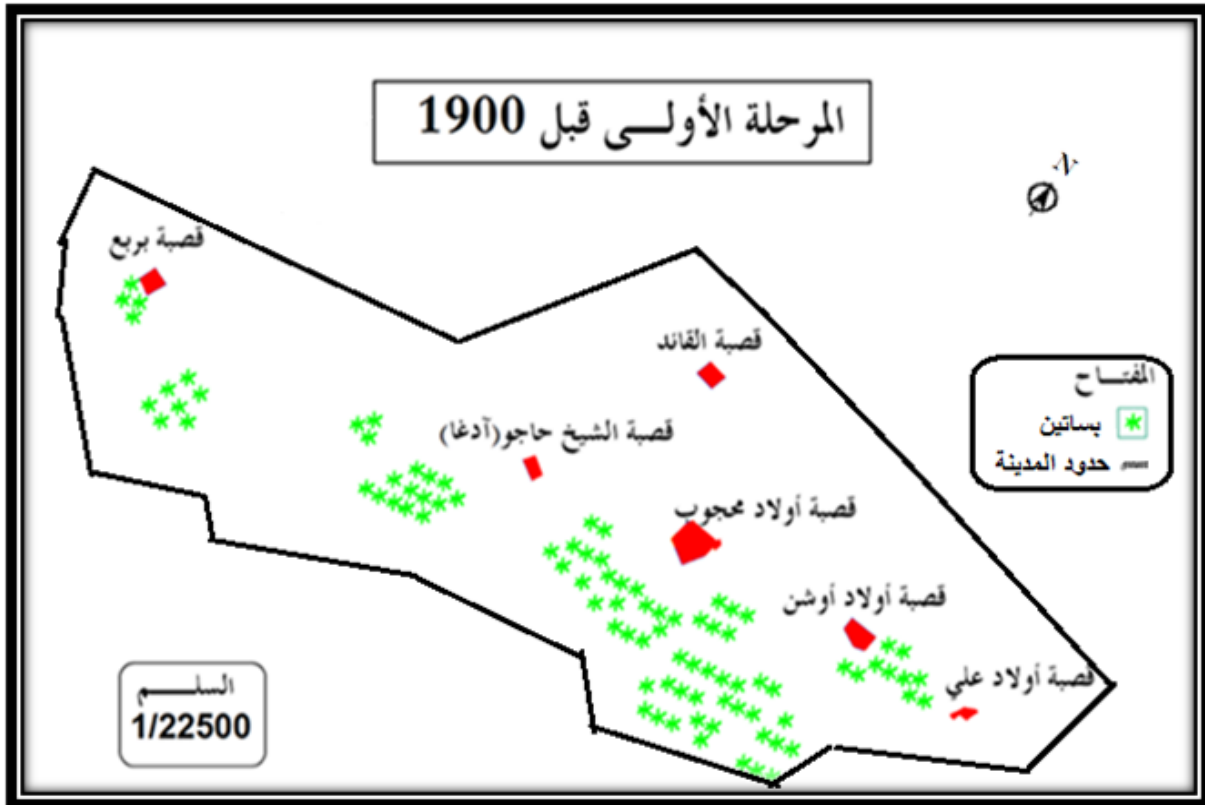 المرحلة الأولـــى قبل 1900
N
قصبة بربع
قصبة القائد
المفتـــاح
بساتين
حدود المدينة
قصبة الشيخ حاجو(آدغا)
قصبة أولاد محجوب
قصبة أولاد أوشن
قصبة أولاد علي
السلـــــم
1/22500